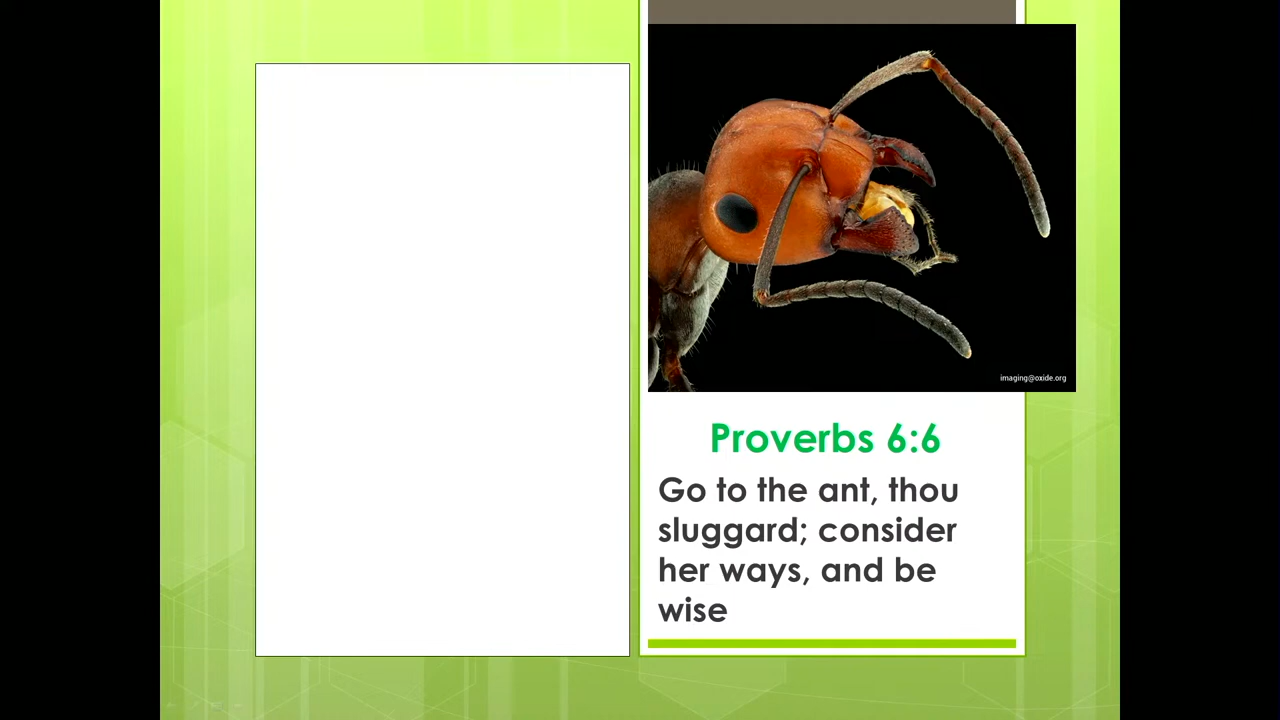 imaging@oxide.org
Proverbs 6:6
Go to the ant, thou
sluggard; consider
her ways, and be
wise